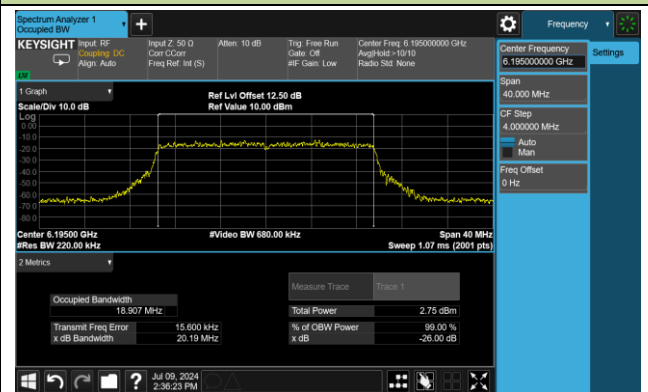 Spectrum Analyzer 1
Occupied BW
Frequency
KEYSIGHT
Input: RF
Coupling: DC
Align: Auto
Input Z: 50 Ω
Corr CCorr
Freq Ref: Int (S)
Atten: 10 dB
Trig: Free Run
Gate: Off
#IF Gain: Low
Center Freq: 6.195000000 GHz
Avg|Hold:>10/10
Radio Std: None
Center Frequency
6.195000000 GHz
Settings
Span
40.000 MHz
CF Step
4.000000 MHz
Auto
Man
Freq Offset
0 Hz
1 Graph
Scale/Div 10.0 dB
Ref Lvl Offset 12.50 dB
Ref Value 10.00 dBm
Log
0.00
-10.0
-20.0
-30.0
-40.0
-50.0
-60.0
-70.0
-80.0
Center 6.19500 GHz
#Res BW 220.00 kHz
#Video BW 680.00 kHz
Span 40 MHz
Sweep 1.07 ms (2001 pts)
2 Metrics
Measure Trace
Trace 1
Occupied Bandwidth
18.907 MHz
Total Power
2.75 dBm
Transmit Freq Error
15.600 kHz
% of OBW Power
99.00 %
x dB Bandwidth
20.19 MHz
x dB
-26.00 dB
?
Jul 09, 2024
2:36:23 PM